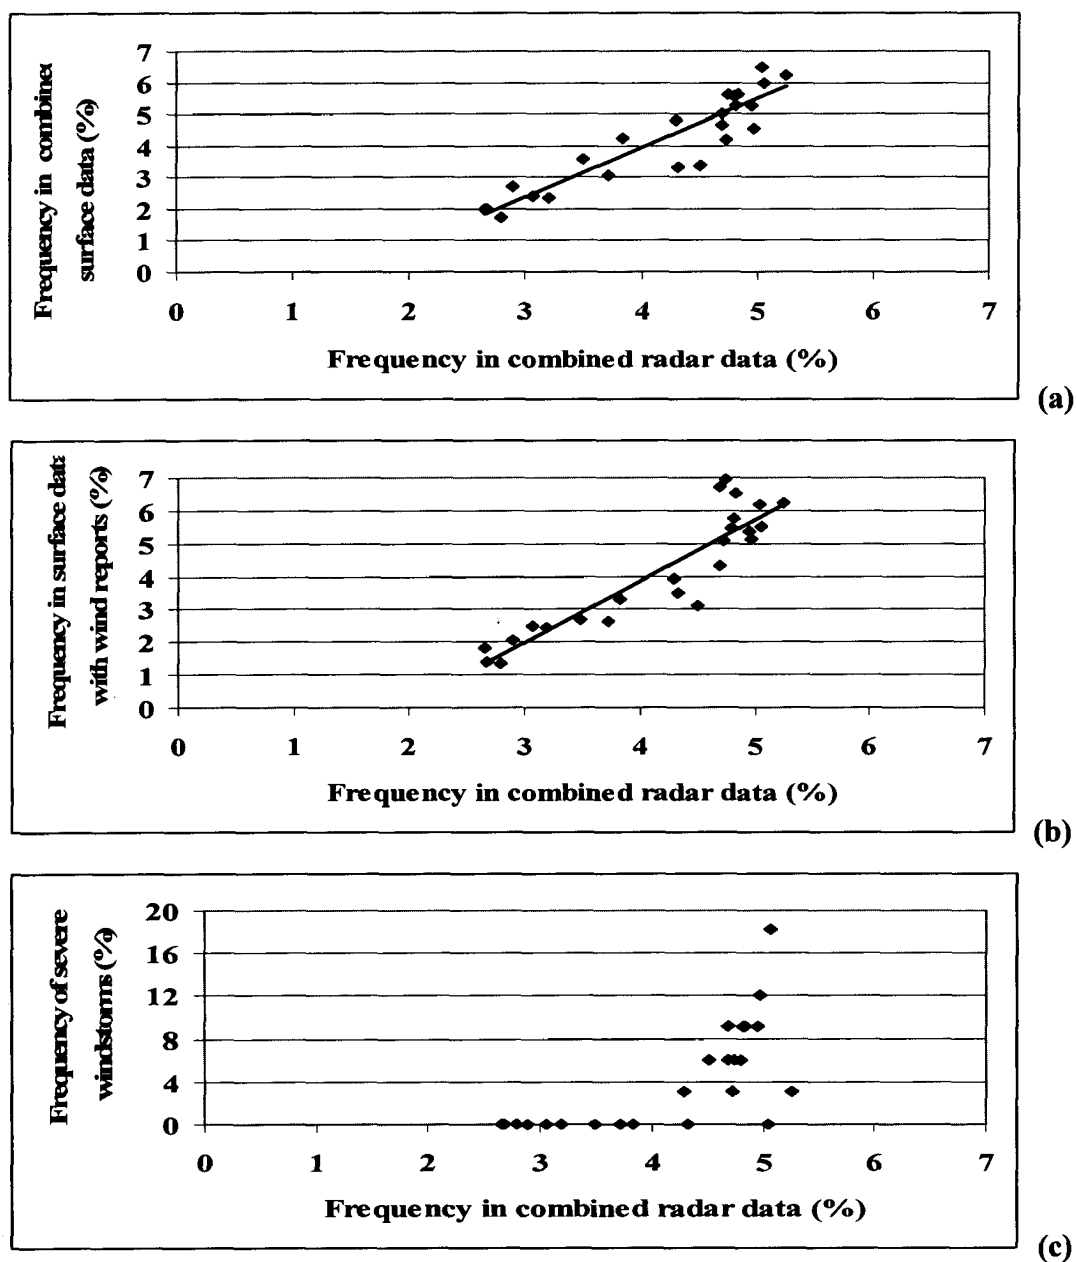 Frequency in combine
surface data (%)
7
6
5
4
3
2
1
0
0 1 2 3 4 5 6 7
Frequency in combined radar data (%)
(a)
Frequency in surface dat
with wind reports (%)
7
6
5
4
3
2
1
0
0 1 2 3 4 5 6 7
Frequency in combined radar data (%)
(b)
Frequency of severe
windstorms (%)
20
16
12
8
4
0
0 1 2 3 4 5 6 7
Frequency in combined radar data (%)
(c)